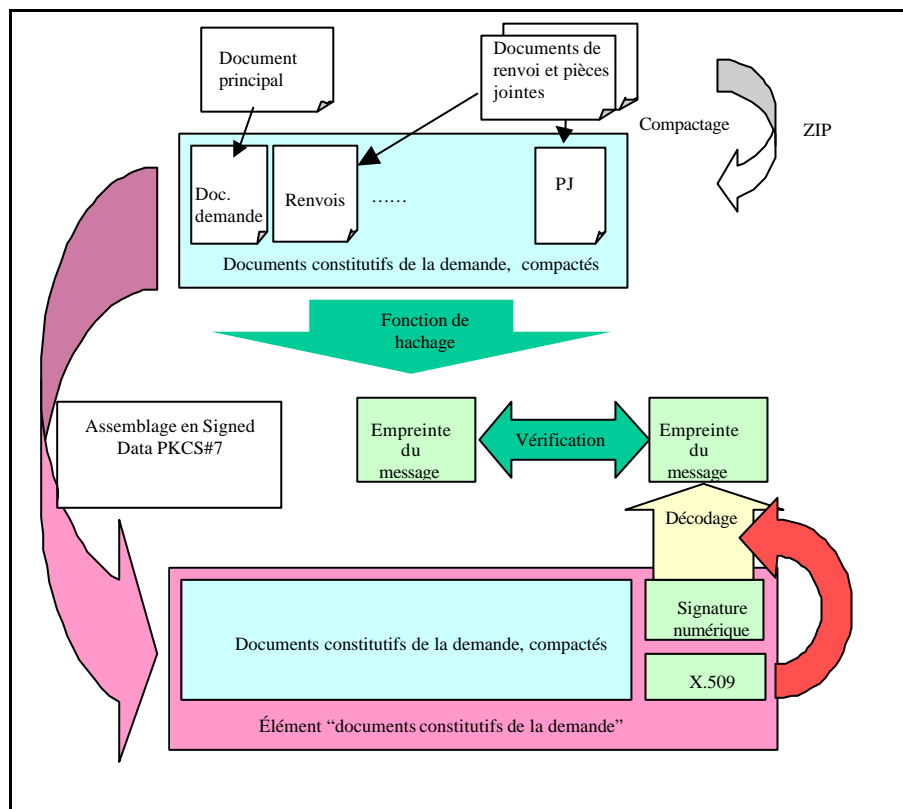 Document
principal
Documents de
renvoi et pièces
jointes
Compactage
ZIP
Doc.
demande
Renvois
……
PJ
Documents constitutifs de la demande, compactés
Fonction de
hachage
Assemblage en Signed
Data PKCS#7
Empreinte
du
message
Vérification
Empreinte
du
message
Décodage
Signature
numérique
Documents constitutifs de la demande, compactés
X.509
Élément “documents constitutifs de la demande”